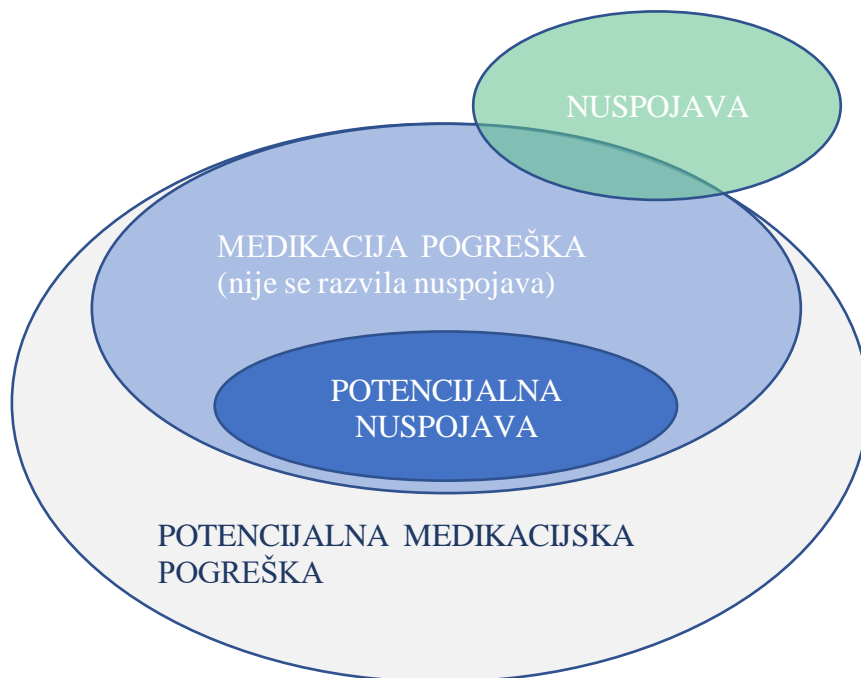 NUSPOJAVA
MEDIKACIJA POGREŠKA
(nije se razvila nuspojava)
POTENCIJALNA
NUSPOJAVA
POTENCIJALNA MEDIKACIJSKA
POGREŠKA